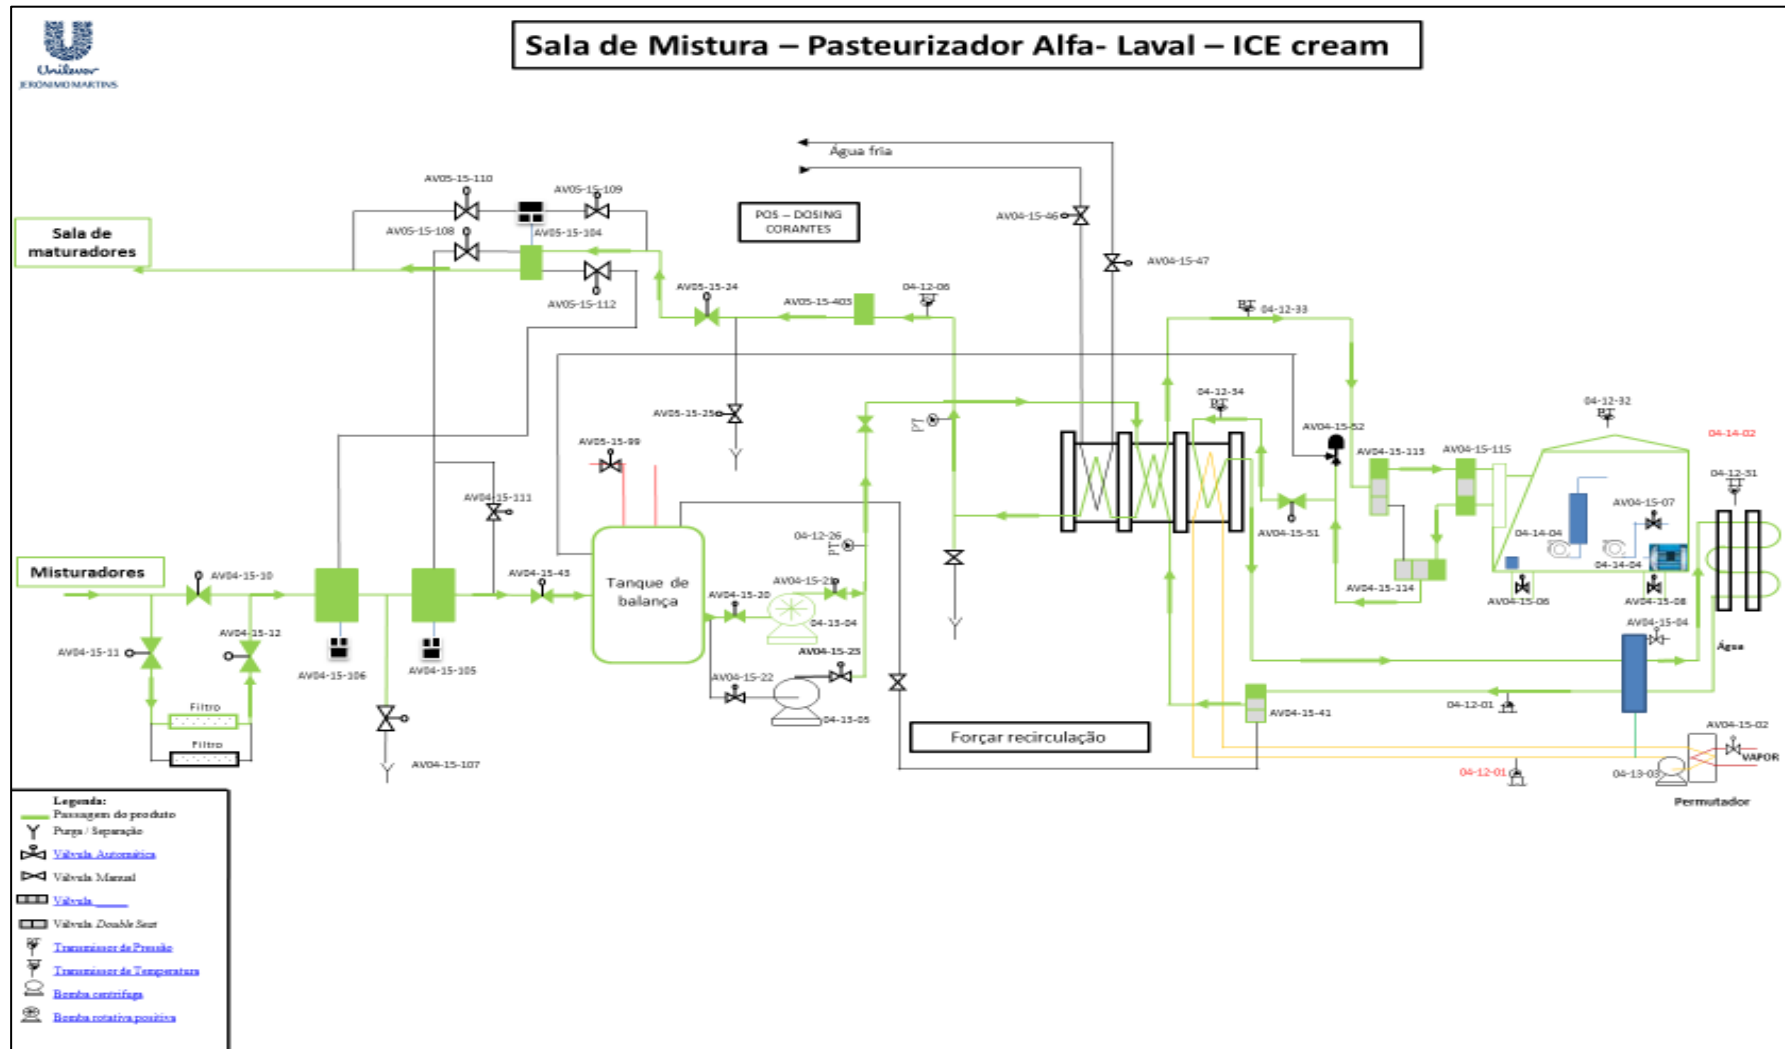 Unilever
JERÓNIMO MARTINS
Sala de Mistura – Pasteurizador Alfa- Laval – ICE cream
Água fria
AV05-15-110
AV05-15-109
POS – DOSING
CORANTES
AV04-15-46
Sala de
maturadores
AV05-15-108
AV05-15-104
AV04-15-47
AV05-15-112
AV05-15-24
AV05-15-403
04-12-06
PT
04-12-33
04-12-34
PT
04-12-32
PT
AV05-15-25
PT
AV04-15-52
04-14-02
AV05-15-99
AV04-15-113
AV04-15-115
04-12-31
AV04-15-111
AV04-15-07
04-12-26
PT
AV04-15-51
04-14-04
04-14-04
Misturadores
AV04-15-10
AV04-15-43
Tanque de
balança
AV04-15-21
AV04-15-20
AV04-15-114
AV04-15-06
AV04-15-08
04-13-04
AV04-15-04
AV04-15-12
AV04-15-11
AV04-15-106
AV04-15-105
AV04-15-23
AV04-15-22
Água
Filtro
04-13-05
AV04-15-41
04-12-01
Forçar recirculação
AV04-15-02
Filtro
AV04-15-107
04-12-01
04-13-03
VAPOR
Permutador
Legenda:
Passagem do produto
Purga / Separação
Válvula Automática
Válvula Manual
Válvula _____
Válvula Double Seat
Transmissor de Pressão
Transmissor de Temperatura
Bomba centrífuga
Bomba rotativa positiva